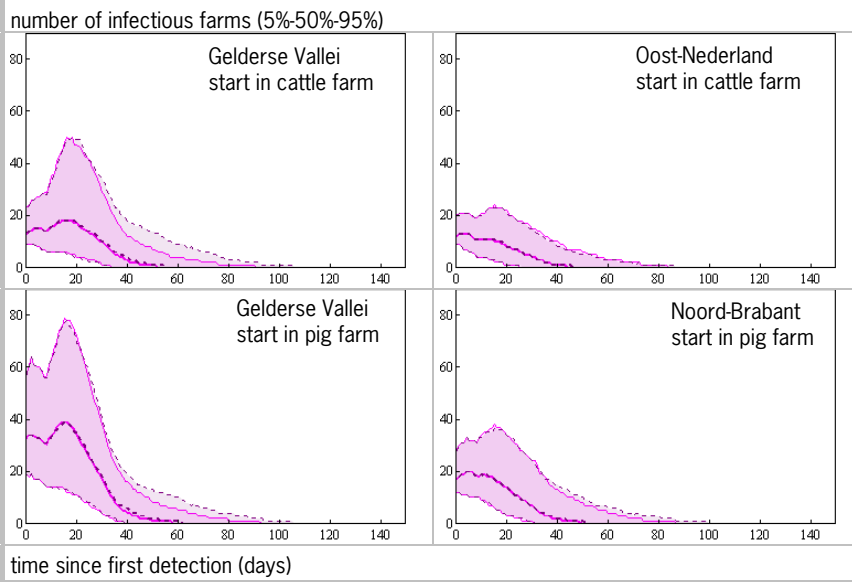 number of infectious farms (5%-50%-95%)
Gelderse Vallei
start in cattle farm
80
60
40
20
0
0 20 40 60 80 100 120 140
Oost-Nederland
start in cattle farm
80
60
40
20
0
0 20 40 60 80 100 120 140
Gelderse Vallei
start in pig farm
80
60
40
20
0
0 20 40 60 80 100 120 140
Noord-Brabant
start in pig farm
80
60
40
20
0
0 20 40 60 80 100 120 140
time since first detection (days)